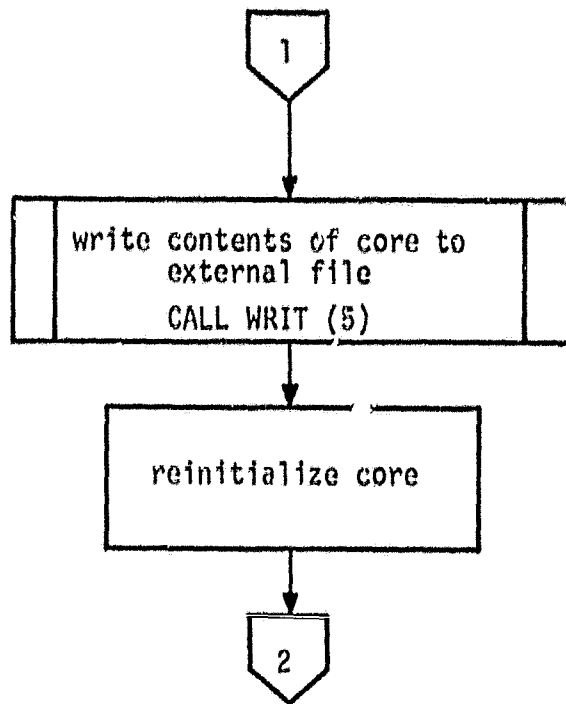 1
write contents of core to
external file
CALL WRIT (5)
reinitialize core
2